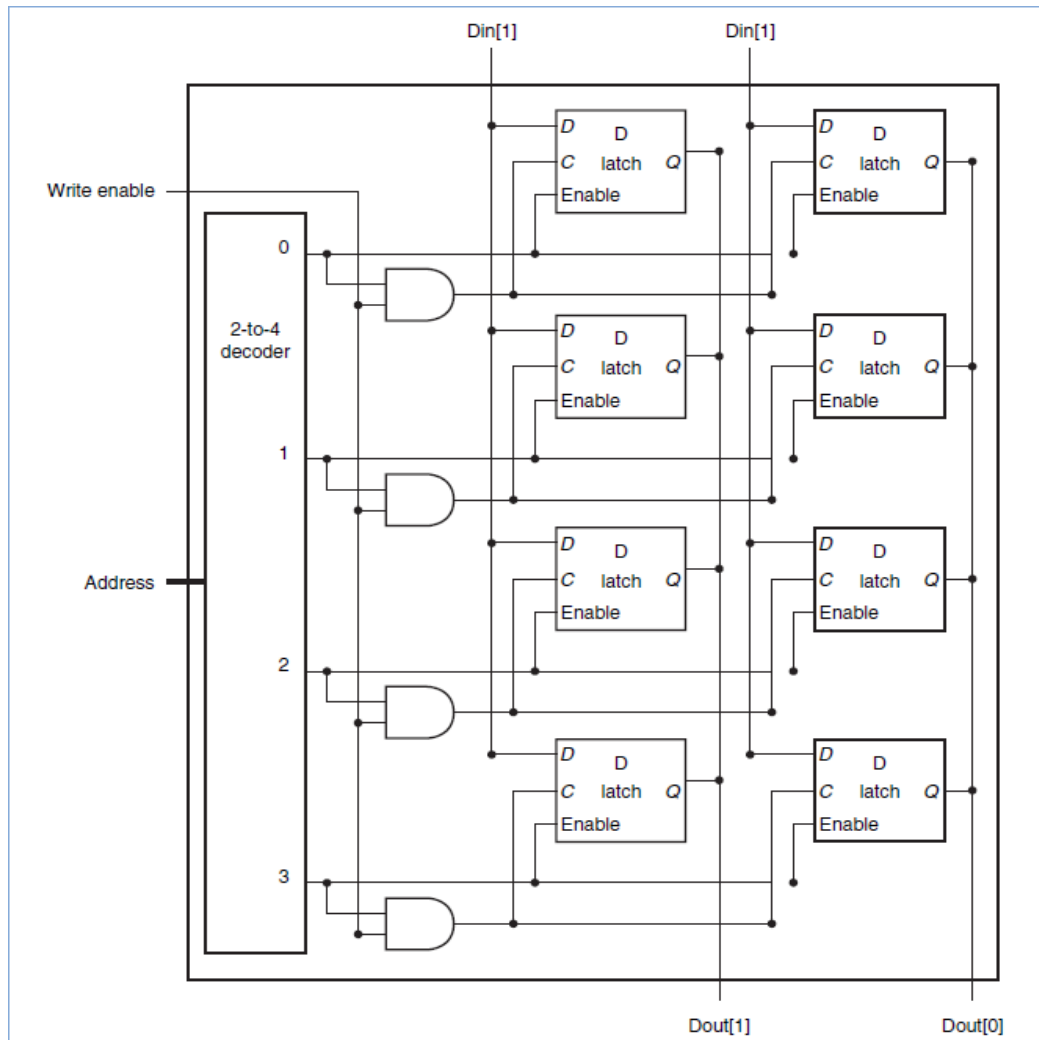 Din[1] Din[1]
D D D D
C latch Q C latch Q
Write enable Enable Enable
0
D D D D
2-to-4
decoder C latch Q C latch Q
Enable Enable
1
D D D D
Address C latch Q C latch Q
Enable Enable
2
D D D D
C latch Q C latch Q
Enable Enable
3
Dout[1] Dout[0]